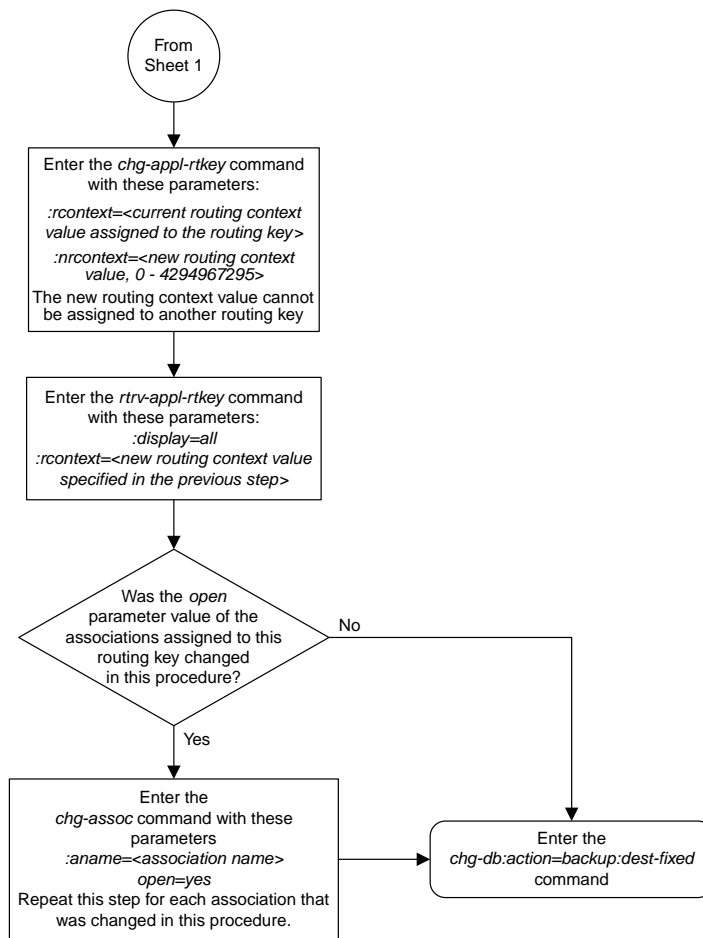 From
Sheet 1
Enter the chg-appl-rtkey command
with these parameters:
:rcontext=<current routing context
value assigned to the routing key>
:nrcontext=<new routing context
value, 0 - 4294967295>
The new routing context value cannot
be assigned to another routing key
Enter the rtrv-appl-rtkey command
with these parameters:
:display=all
:rcontext=<new routing context value
specified in the previous step>
Was the open
parameter value of the
associations assigned to this
routing key changed
in this procedure?
No
Yes
Enter the
chg-assoc command with these
parameters
:aname=<association name>
open=yes
Repeat this step for each association that
was changed in this procedure.
Enter the
chg-db:action=backup:dest-fixed
command